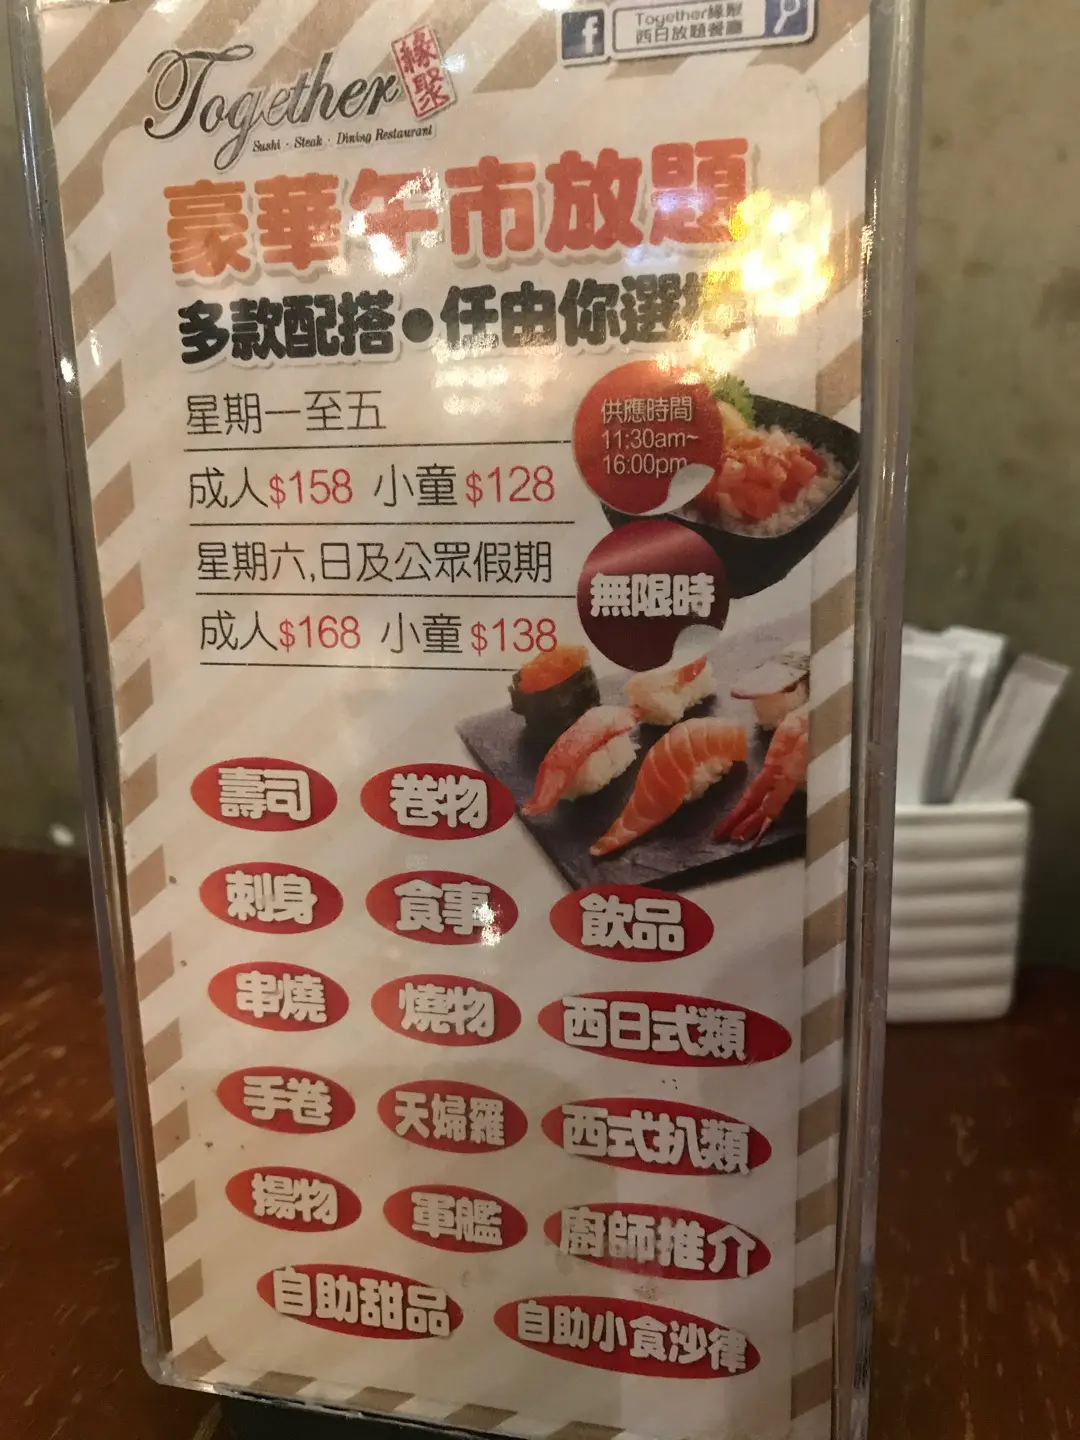 Together緣聚
西日放題餐廳
Together 緣聚
Sushi · Steak · Dining Restaurant
豪華午市放題
多款配搭●任由你選擇
星期一至五
供應時間
11:30am~
16:00pm
成人$158 小童$128
星期六,日及公眾假期
無限時
成人$168 小童$138
壽司 卷物
刺身 食事 飲品
串燒 燒物 西日式類
手卷 天婦羅 西式扒類
揚物 軍艦 廚師推介
自助甜品 自助小食沙律